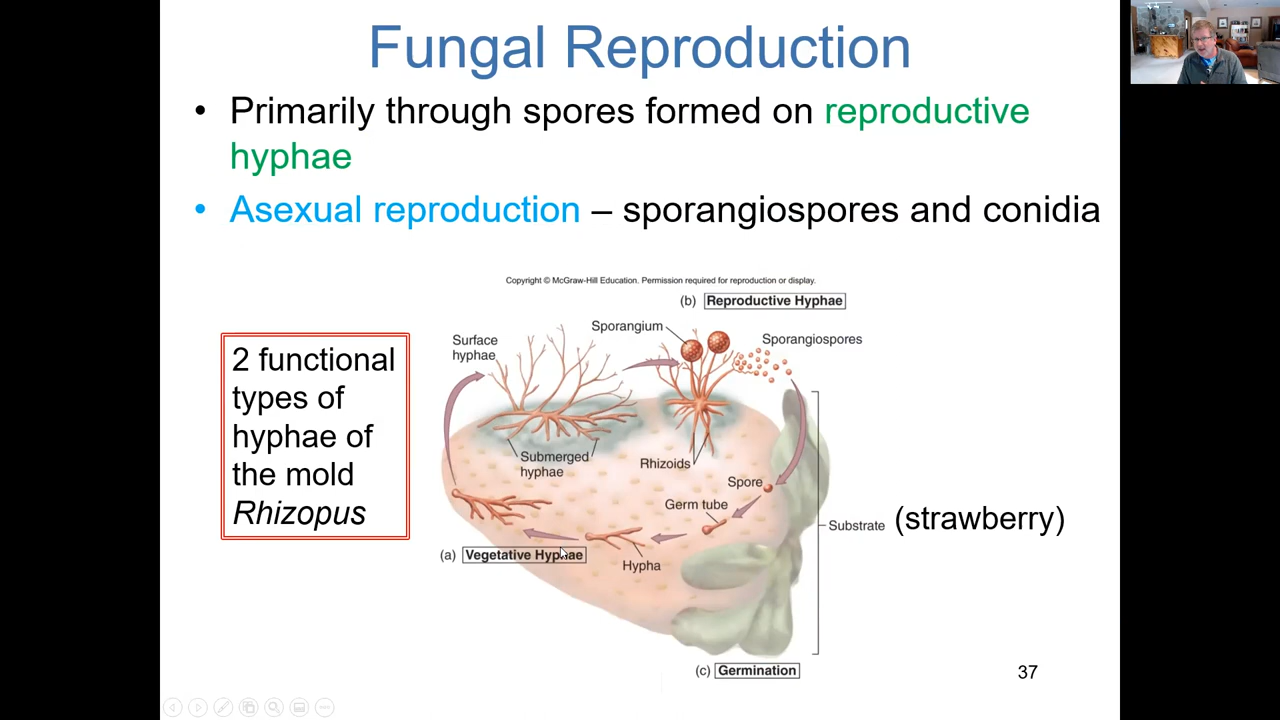 Fungal Reproduction
• Primarily through spores formed on reproductive
hyphae
• Asexual reproduction – sporangiospores and conidia
Copyright © McGraw-Hill Education. Permission required for reproduction or display.
(b) Reproductive Hyphae
Sporangium
Sporangiospores
Surface
hyphae
2 functional
types of
hyphae of
the mold
Rhizopus
Submerged
hyphae
Rhizoids
Spore
Germ tube
Substrate (strawberry)
(a) Vegetative Hyphae
Hypha
(c) Germination
37